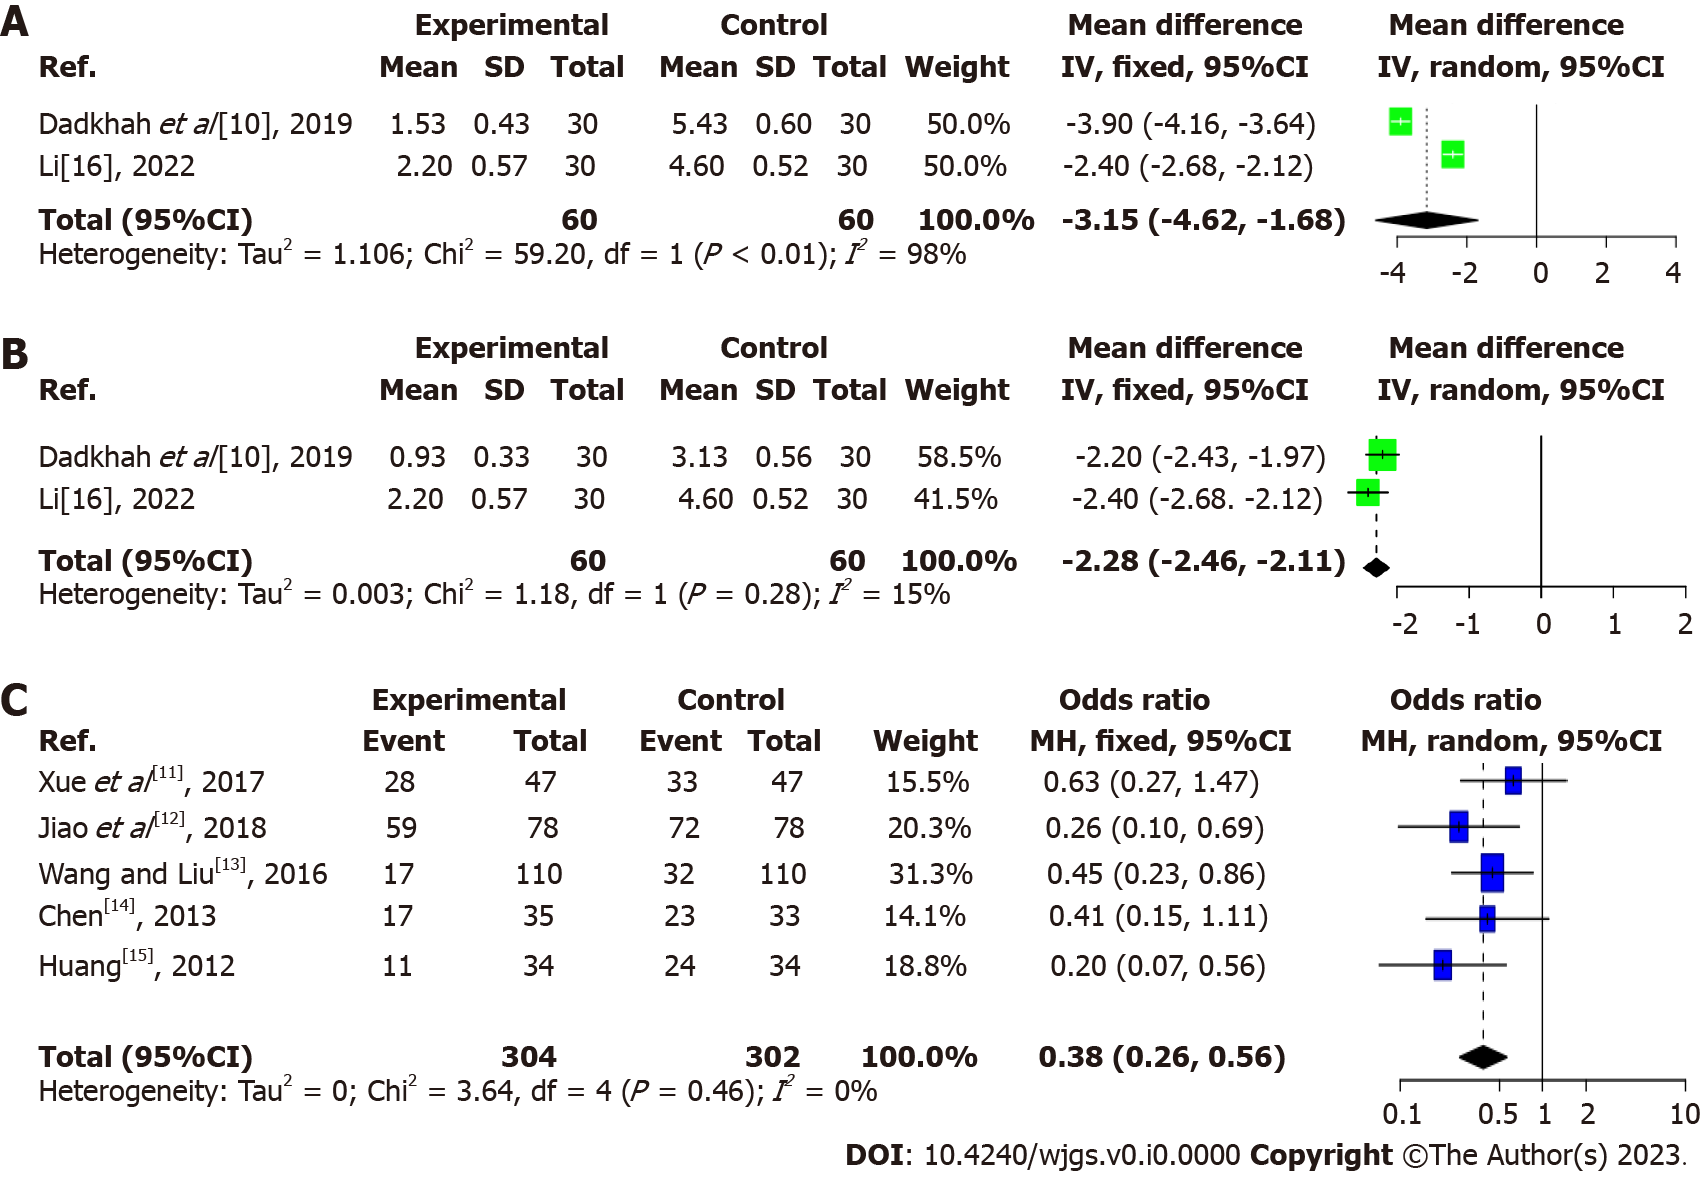 A
Experimental Control Mean difference Mean difference
Ref. Mean SD Total Mean SD Total Weight IV, fixed, 95%CI IV, random, 95%CI
Dadkhah et al[10], 2019 1.53 0.43 30 5.43 0.60 30 50.0% -3.90 (-4.16, -3.64)
Li[16], 2022 2.20 0.57 30 4.60 0.52 30 50.0% -2.40 (-2.68, -2.12)
Total (95%CI) 60 60 100.0% -3.15 (-4.62, -1.68)
Heterogeneity: Tau² = 1.106; Chi² = 59.20, df = 1 (P < 0.01); I² = 98%
-4 -2 0 2 4
B
Experimental Control Mean difference Mean difference
Ref. Mean SD Total Mean SD Total Weight IV, fixed, 95%CI IV, random, 95%CI
Dadkhah et al[10], 2019 0.93 0.33 30 3.13 0.56 30 58.5% -2.20 (-2.43, -1.97)
Li[16], 2022 2.20 0.57 30 4.60 0.52 30 41.5% -2.40 (-2.68. -2.12)
Total (95%CI) 60 60 100.0% -2.28 (-2.46, -2.11)
Heterogeneity: Tau² = 0.003; Chi² = 1.18, df = 1 (P = 0.28); I² = 15%
-2 -1 0 1 2
C
Experimental Control Odds ratio Odds ratio
Ref. Event Total Event Total Weight MH, fixed, 95%CI MH, random, 95%CI
Xue et al[11], 2017 28 47 33 47 15.5% 0.63 (0.27, 1.47)
Jiao et al[12], 2018 59 78 72 78 20.3% 0.26 (0.10, 0.69)
Wang and Liu[13], 2016 17 110 32 110 31.3% 0.45 (0.23, 0.86)
Chen[14], 2013 17 35 23 33 14.1% 0.41 (0.15, 1.11)
Huang[15], 2012 11 34 24 34 18.8% 0.20 (0.07, 0.56)
Total (95%CI) 304 302 100.0% 0.38 (0.26, 0.56)
Heterogeneity: Tau² = 0; Chi² = 3.64, df = 4 (P = 0.46); I² = 0%
0.1 0.5 1 2 10
DOI: 10.4240/wjgs.v0.i0.0000 Copyright ©The Author(s) 2023.